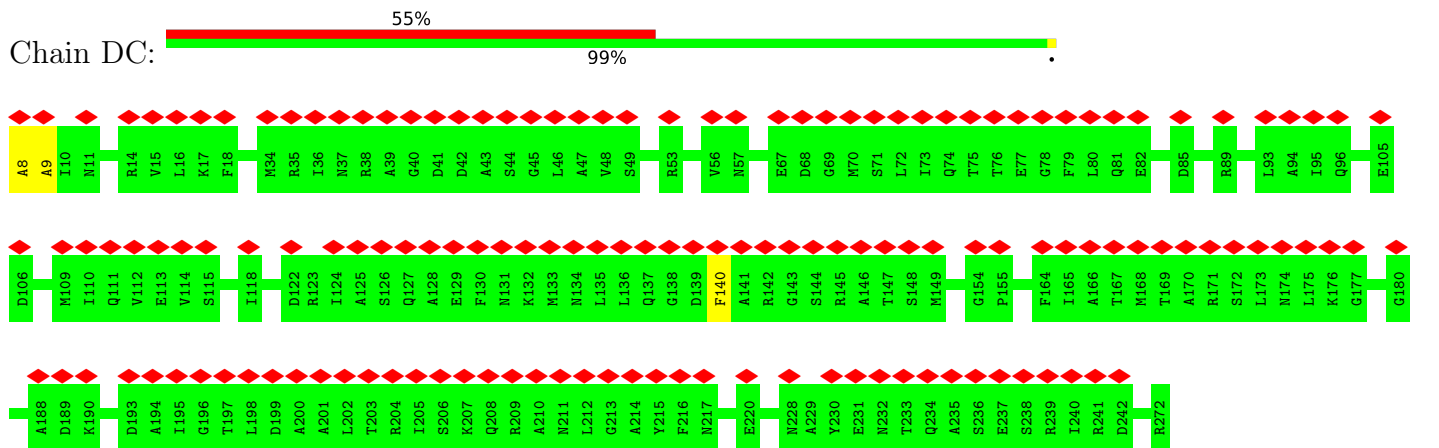 55%
Chain DC:
99%
.
A8 A9 I10 N11 R14 V15 L16 K17 F18 M34 R35 I36 N37 R38 A39 G40 D41 D42 A43 S44 G45 L46 A47 V48 S49 R53 V56 N57 E67 D68 G69 M70 S71 L72 I73 Q74 T75 T76 E77 G78 F79 L80 Q81 E82 D85 R89 L93 A94 I95 Q96 E105
D106 M109 I110 Q111 V112 E113 V114 S115 I118 D122 R123 I124 A125 S126 Q127 A128 E129 F130 N131 K132 M133 N134 L135 L136 Q137 G138 D139 F140 A141 R142 G143 S144 R145 A146 T147 S148 M149 G154 P155 F164 I165 A166 T167 M168 T169 A170 R171 S172 L173 N174 L175 K176 G177 G180
A188 D189 K190 D193 A194 I195 G196 T197 L198 D199 A200 A201 L202 T203 R204 I205 S206 K207 Q208 R209 A210 N211 L212 G213 A214 Y215 F216 N217 E220 N228 A229 Y230 E231 N232 T233 Q234 A235 S236 E237 S238 R239 I240 R241 D242 R272